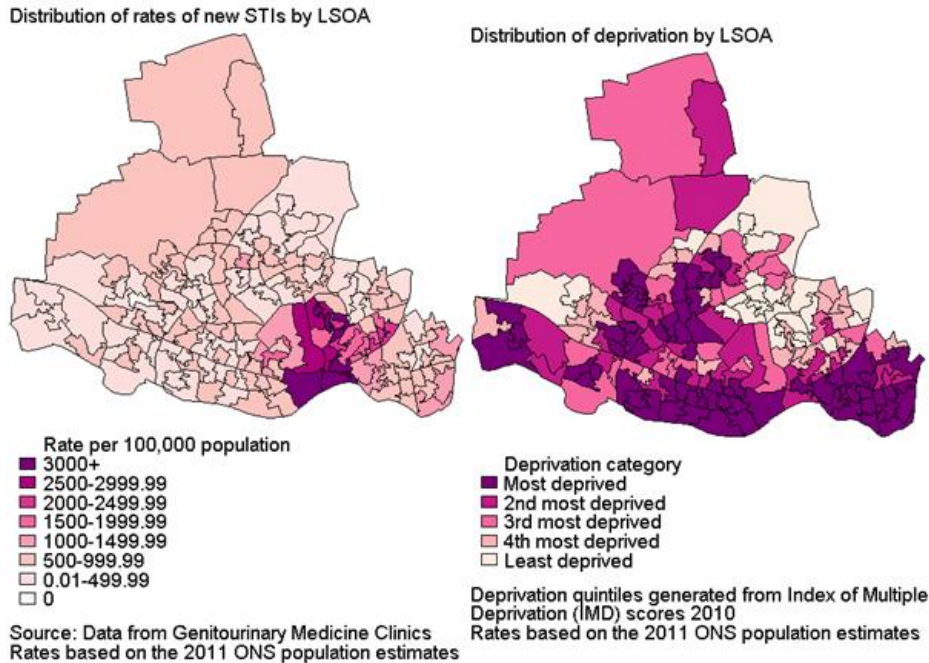 Distribution of rates of new STIs by LSOA
Rate per 100,000 population
3000+
2500-2999.99
2000-2499.99
1500-1999.99
1000-1499.99
500-999.99
0.01-499.99
0
Source: Data from Genitourinary Medicine Clinics
Rates based on the 2011 ONS population estimates
Distribution of deprivation by LSOA
Deprivation category
Most deprived
2nd most deprived
3rd most deprived
4th most deprived
Least deprived
Deprivation quintiles generated from Index of Multiple
Deprivation (IMD) scores 2010
Rates based on the 2011 ONS population estimates